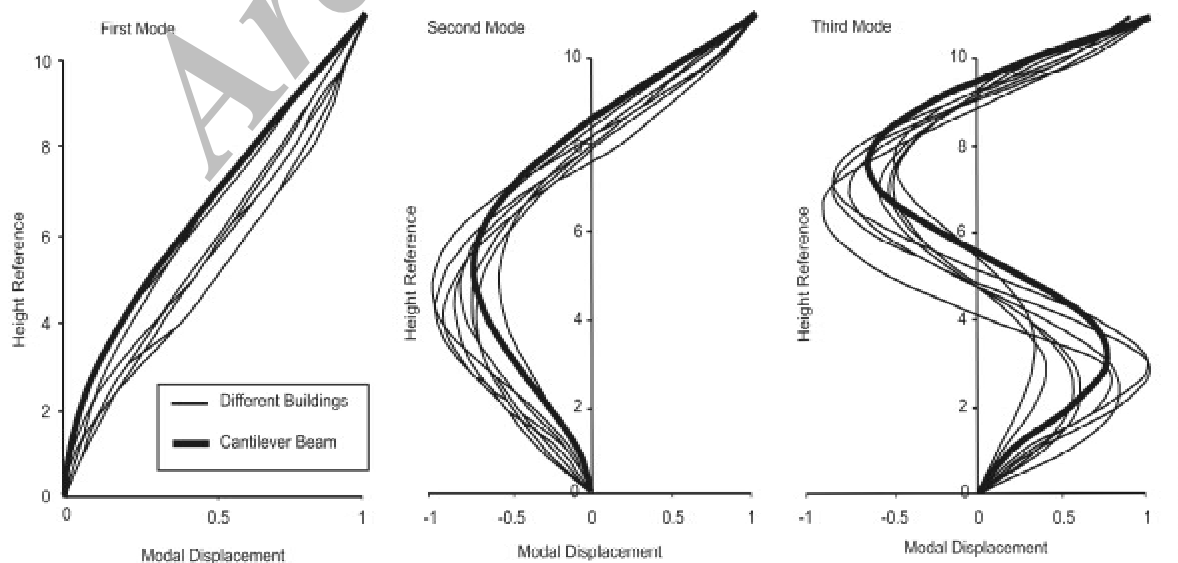 First Mode
10
8
6
4
2
0
Height Reference
0
0.5
1
Modal Displacement
Different Buildings
Cantilever Beam
Second Mode
10
8
6
4
2
0
Height Reference
-1
-0.5
0
0.5
1
Modal Displacement
Third Mode
10
8
6
4
2
0
Height Reference
-1
-0.5
0
0.5
1
Modal Displacement